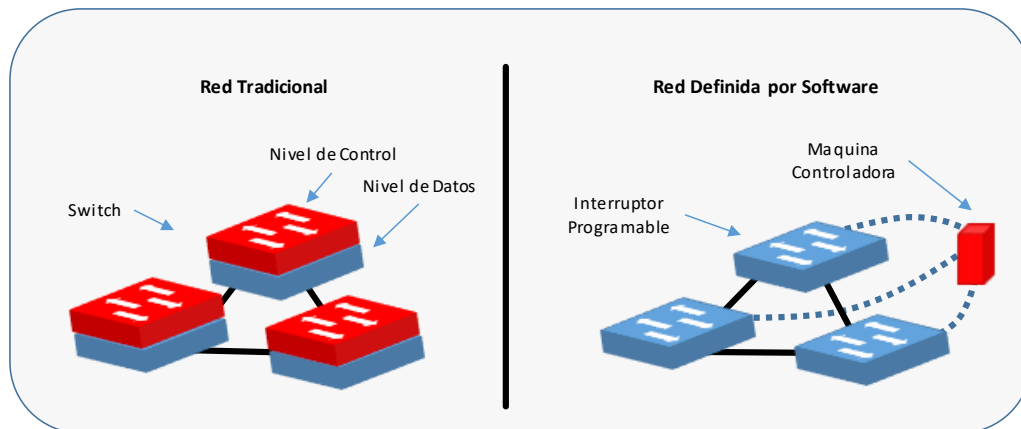 Red Tradicional
Nivel de Control
Nivel de Datos
Switch
Red Definida por Software
Maquina
Controladora
Interruptor
Programable